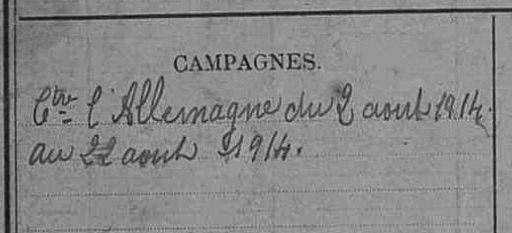 CAMPAGNES.
Ctre l'Allemagne du 2 août 1914.
au 22 août 1914.